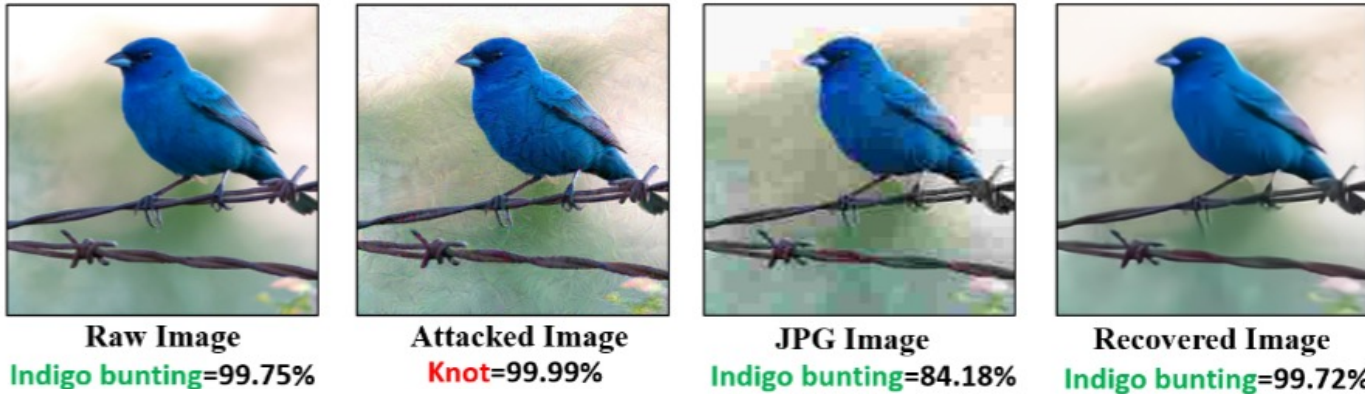 Raw Image
Indigo bunting=99.75%
Attacked Image
Knot=99.99%
JPG Image
Indigo bunting=84.18%
Recovered Image
Indigo bunting=99.72%